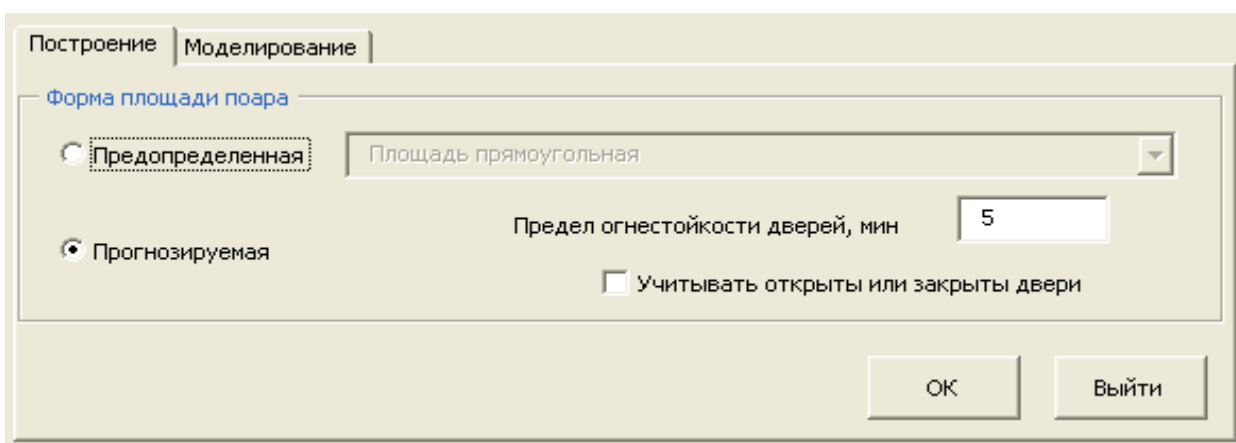 Построение Моделирование
Форма площади поара
Предопределенная Площадь прямоугольная
Предел огнестойкости дверей, мин 5
Прогнозируемая
Учитывать открыты или закрыты двери
ОК Выйти